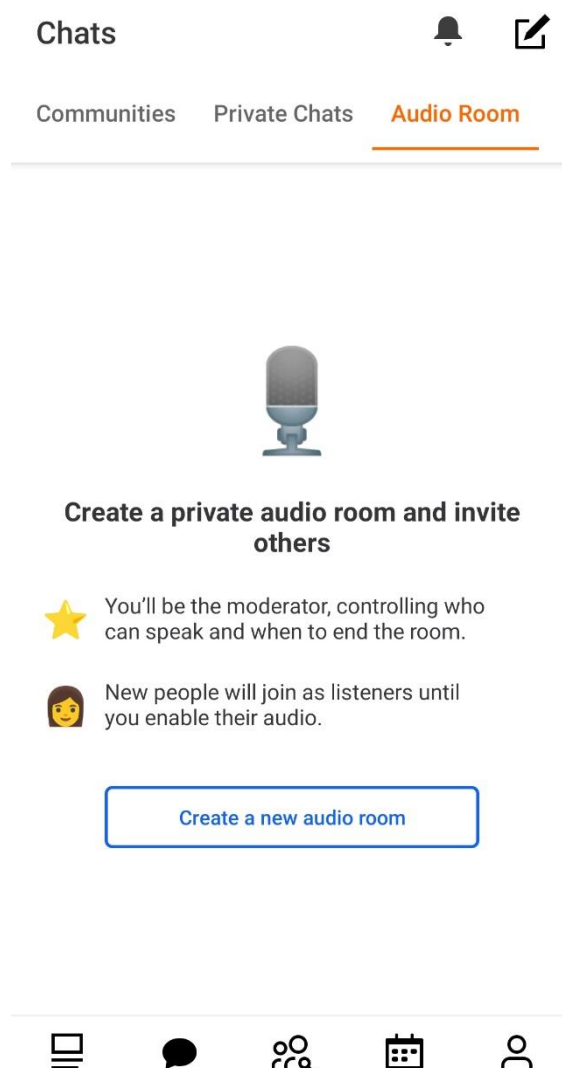 Chats
Communities Private Chats Audio Room
Create a private audio room and invite
others
You’ll be the moderator, controlling who
can speak and when to end the room.
New people will join as listeners until
you enable their audio.
Create a new audio room